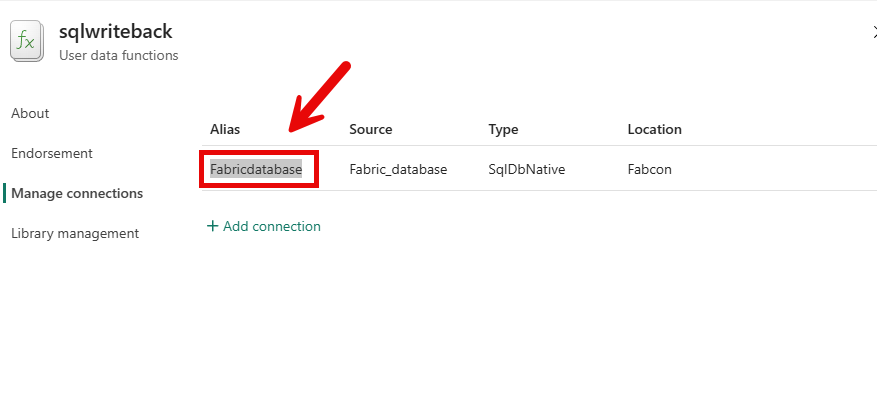 fx
sqlwriteback
User data functions
About
Endorsement
Manage connections
Library management
Alias Source Type Location
Fabricdatabase Fabric_database SqlDbNative Fabcon
+ Add connection